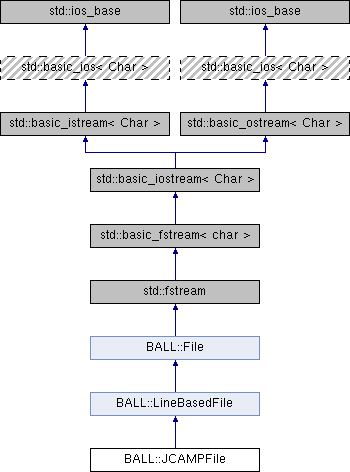 std::ios_base
std::ios_base
std::basic_ios< Char >
std::basic_ios< Char >
std::basic_istream< Char >
std::basic_ostream< Char >
std::basic_iostream< Char >
std::basic_fstream< char >
std::fstream
BALL::File
BALL::LineBasedFile
BALL::JCAMPFile